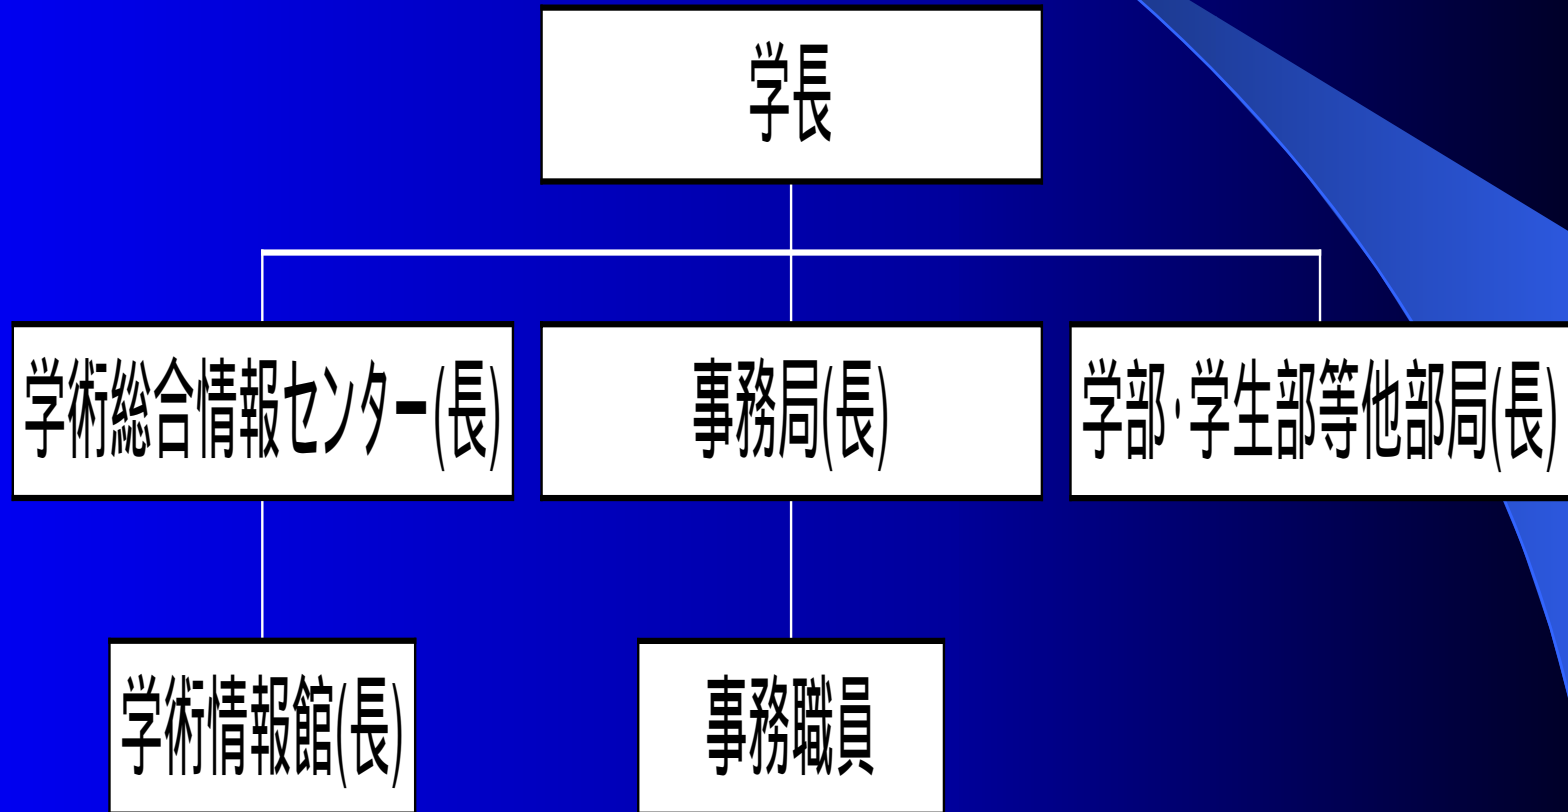 学長
学術総合情報センター(長)
事務局(長)
学部･学生部等他部局(長)
学術情報館(長)
事務職員